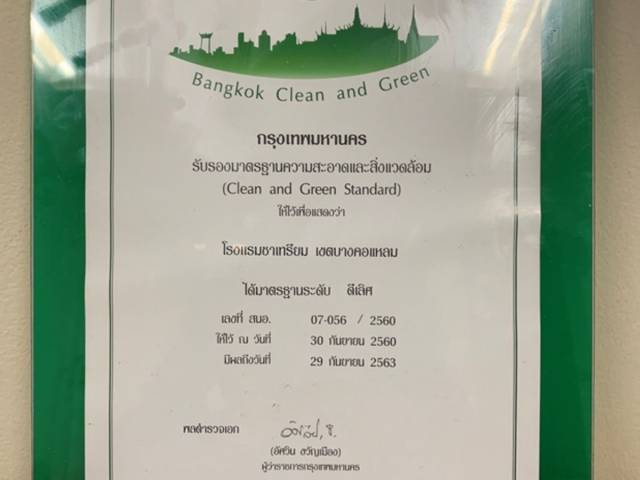 Bangkok Clean and Green
กรุงเทพมหานคร
รับรองมาตรฐานความสะอาดและสิ่งแวดล้อม
(Clean and Green Standard)
ให้ไว้เพื่อแสดงว่า
โรงแรมชาเทรียม เขตบางคอแหลม
ได้มาตรฐานระดับ ดีเลิศ
เลขที่ สนอ. 07-056 / 2560
ให้ไว้ ณ วันที่ 30 กันยายน 2560
มีผลถึงวันที่ 29 กันยายน 2563
พลตำรวจเอก
(อัศวิน ขวัญเมือง)
ผู้ว่าราชการกรุงเทพมหานคร